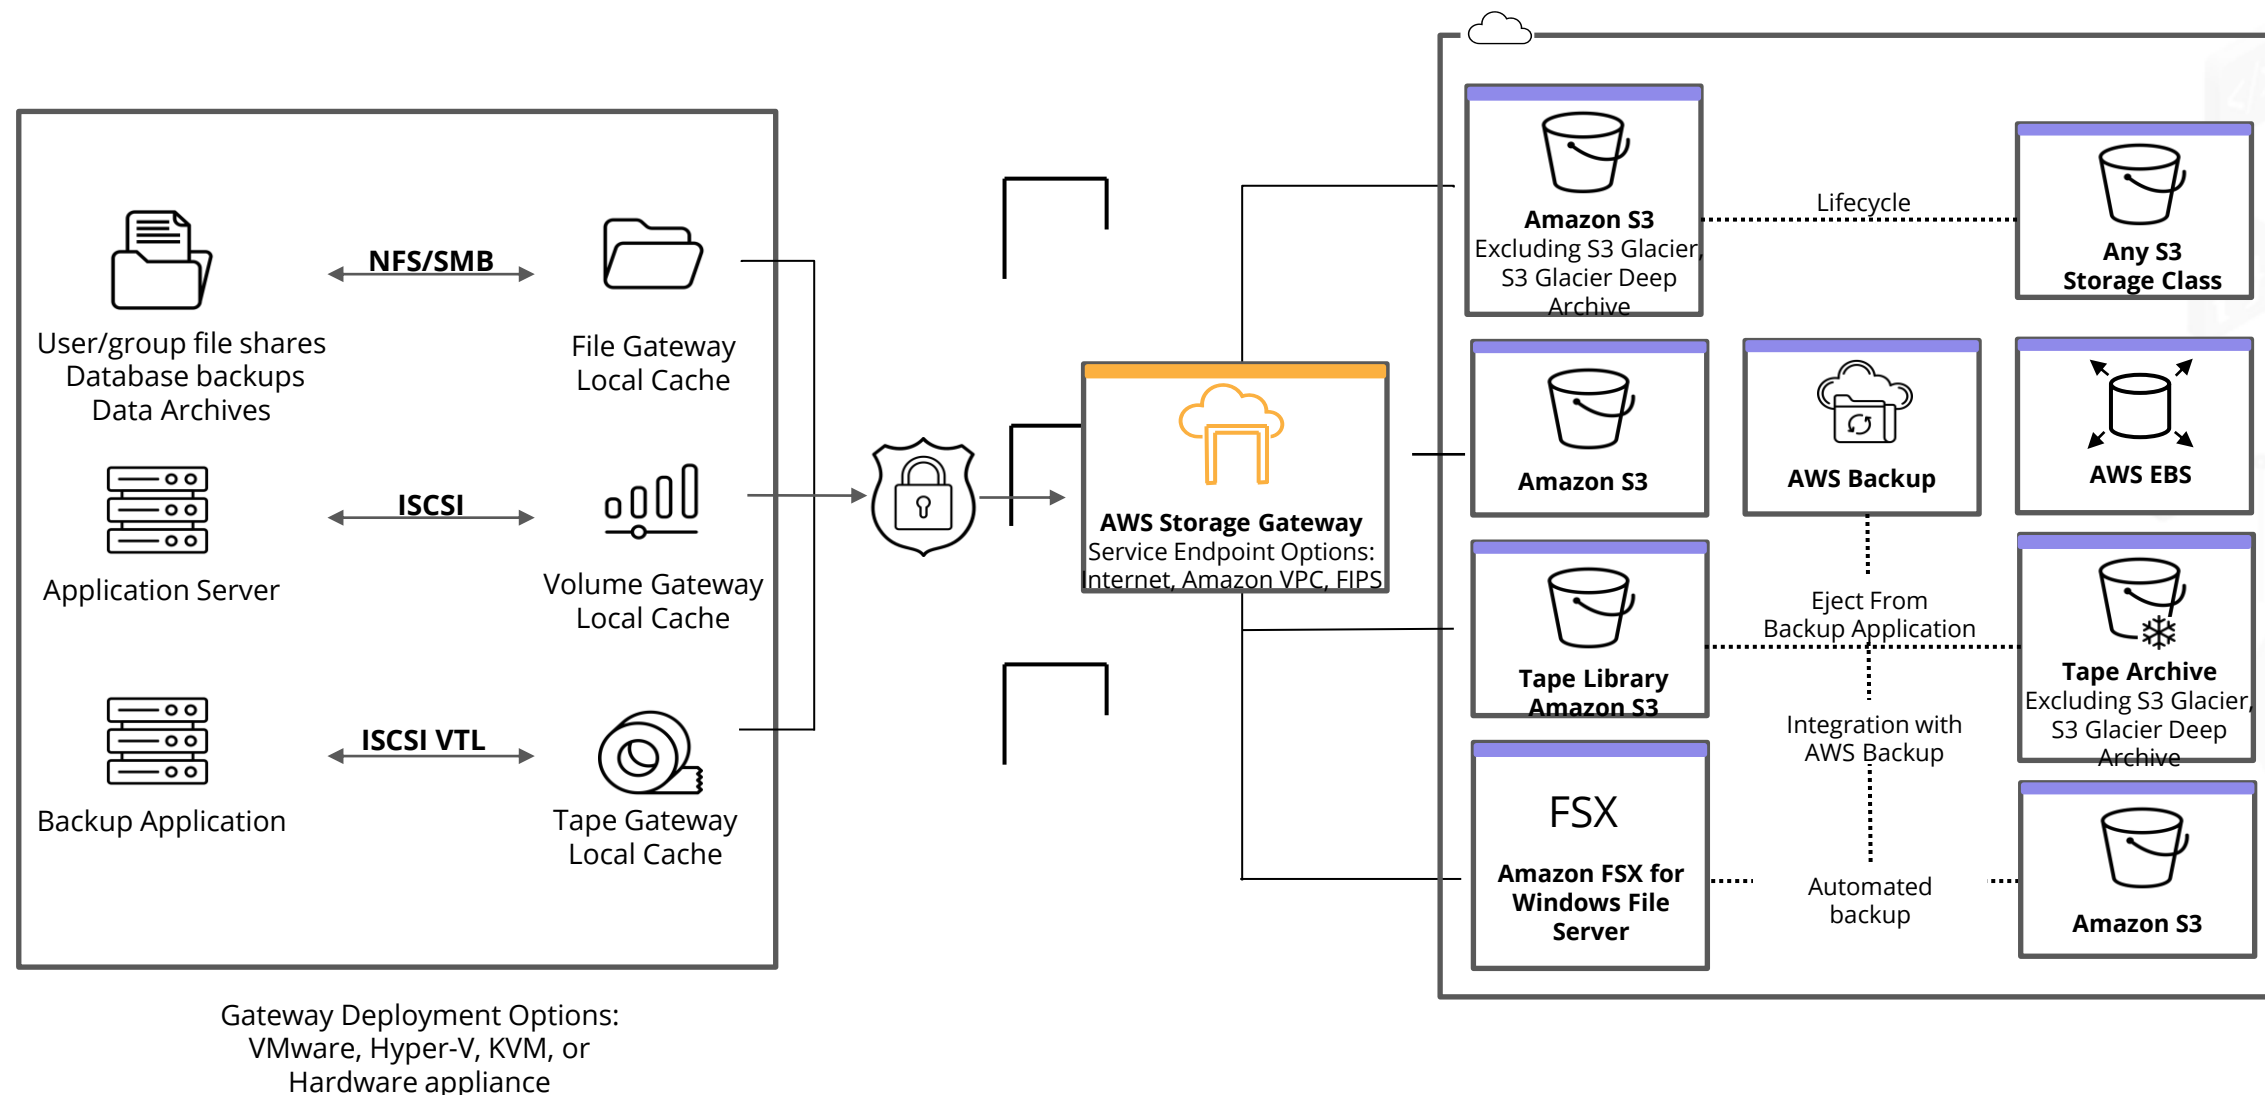 NFS/SMB
User/group file shares
Database backups
Data Archives
File Gateway
Local Cache
ISCSI
Application Server
Volume Gateway
Local Cache
ISCSI VTL
Backup Application
Tape Gateway
Local Cache
Gateway Deployment Options:
VMware, Hyper-V, KVM, or
Hardware appliance
AWS Storage Gateway
Service Endpoint Options:
Internet, Amazon VPC, FIPS
Amazon S3
Excluding S3 Glacier,
S3 Glacier Deep
Archive
Lifecycle
Any S3
Storage Class
Amazon S3
AWS Backup
AWS EBS
Tape Library
Amazon S3
Eject From
Backup Application
Integration with
AWS Backup
Tape Archive
Excluding S3 Glacier,
S3 Glacier Deep
Archive
FSX
Amazon FSX for
Windows File
Server
Automated
backup
Amazon S3